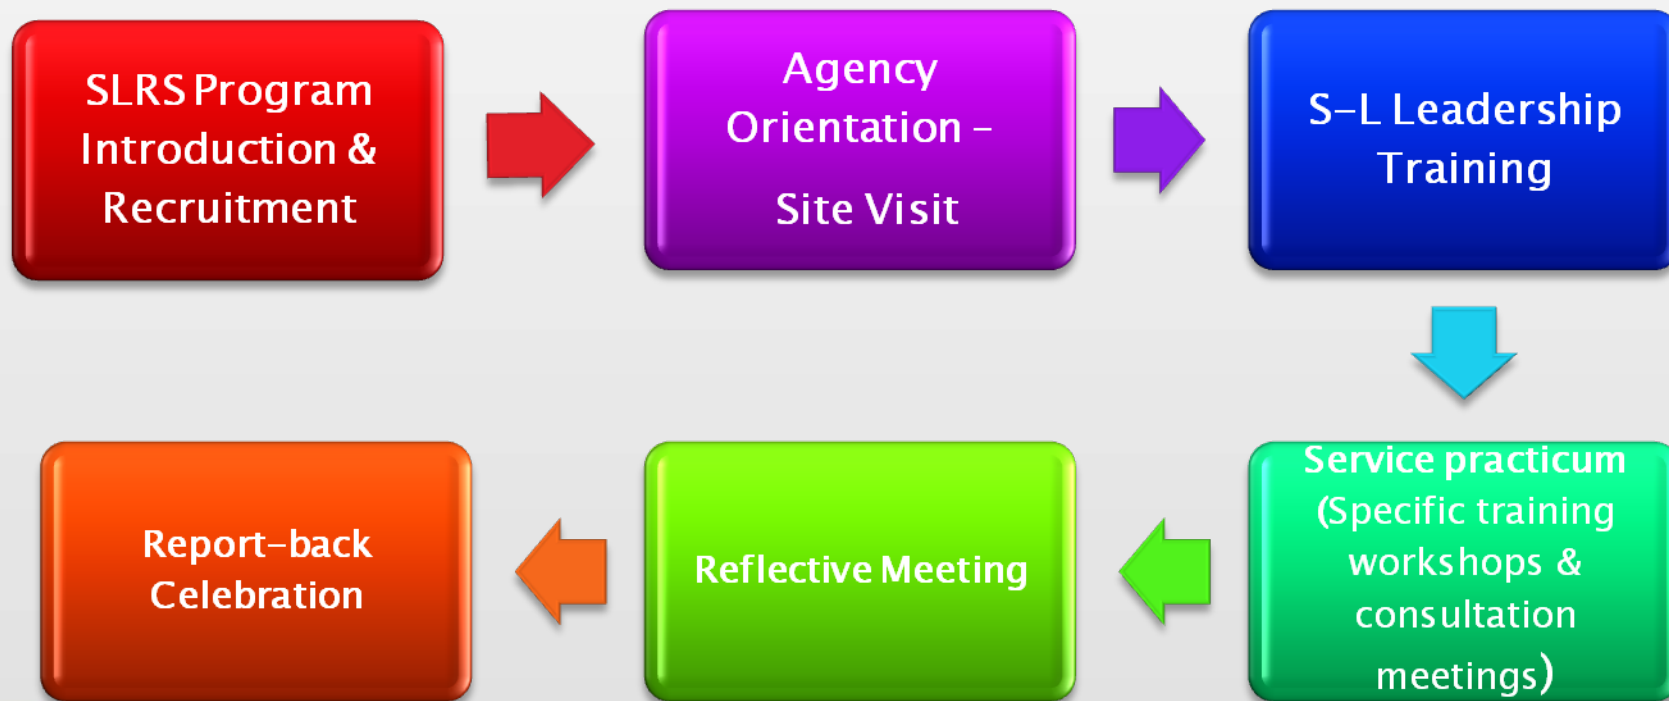 SLRS Program
Introduction &
Recruitment
Agency
Orientation –
Site Visit
S-L Leadership
Training
Service practicum
(Specific training
workshops &
consultation
meetings)
Reflective Meeting
Report-back
Celebration